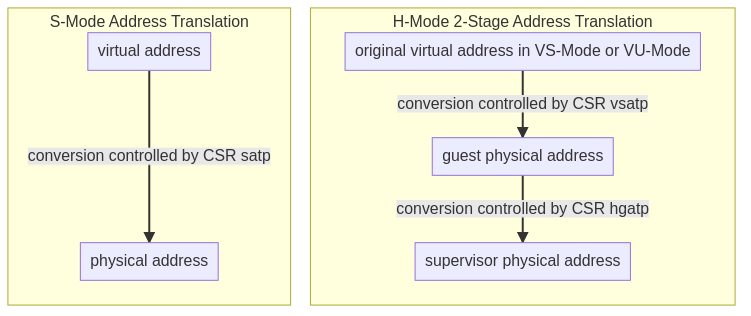 S-Mode Address Translation
virtual address
conversion controlled by CSR satp
physical address
H-Mode 2-Stage Address Translation
original virtual address in VS-Mode or VU-Mode
conversion controlled by CSR vsatp
guest physical address
conversion controlled by CSR hgatp
supervisor physical address